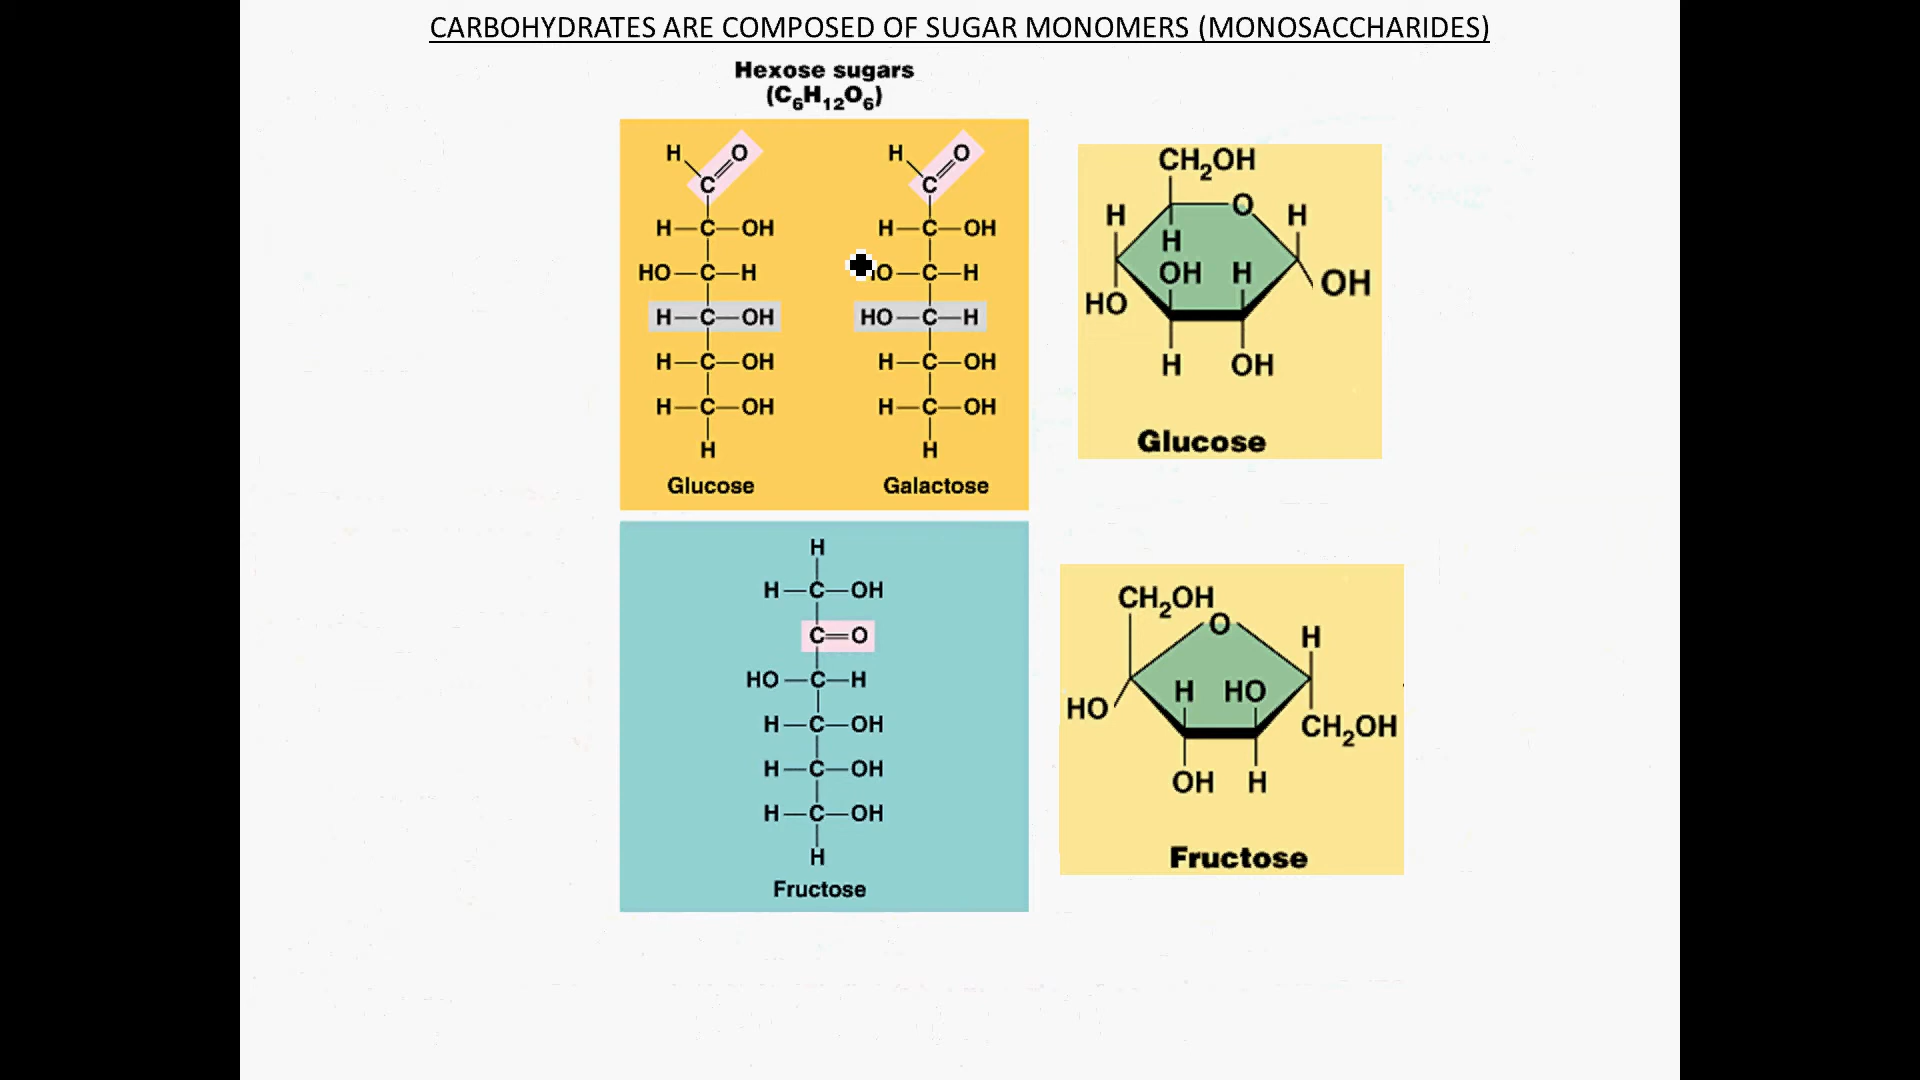 CARBOHYDRATES ARE COMPOSED OF SUGAR MONOMERS (MONOSACCHARIDES)
Hexose sugars
(C₆H₁₂O₆)
H O
C
H—C—OH
HO—C—H
H—C—OH
H—C—OH
H—C—OH
H
Glucose
H O
C
H—C—OH
O—C—H
HO—C—H
H—C—OH
H—C—OH
H
Galactose
CH₂OH
H O H
H
OH H
HO OH
H OH
Glucose
H
H—C—OH
C=O
HO—C—H
H—C—OH
H—C—OH
H—C—OH
H
Fructose
CH₂OH
O
H
H HO
HO CH₂OH
OH H
Fructose